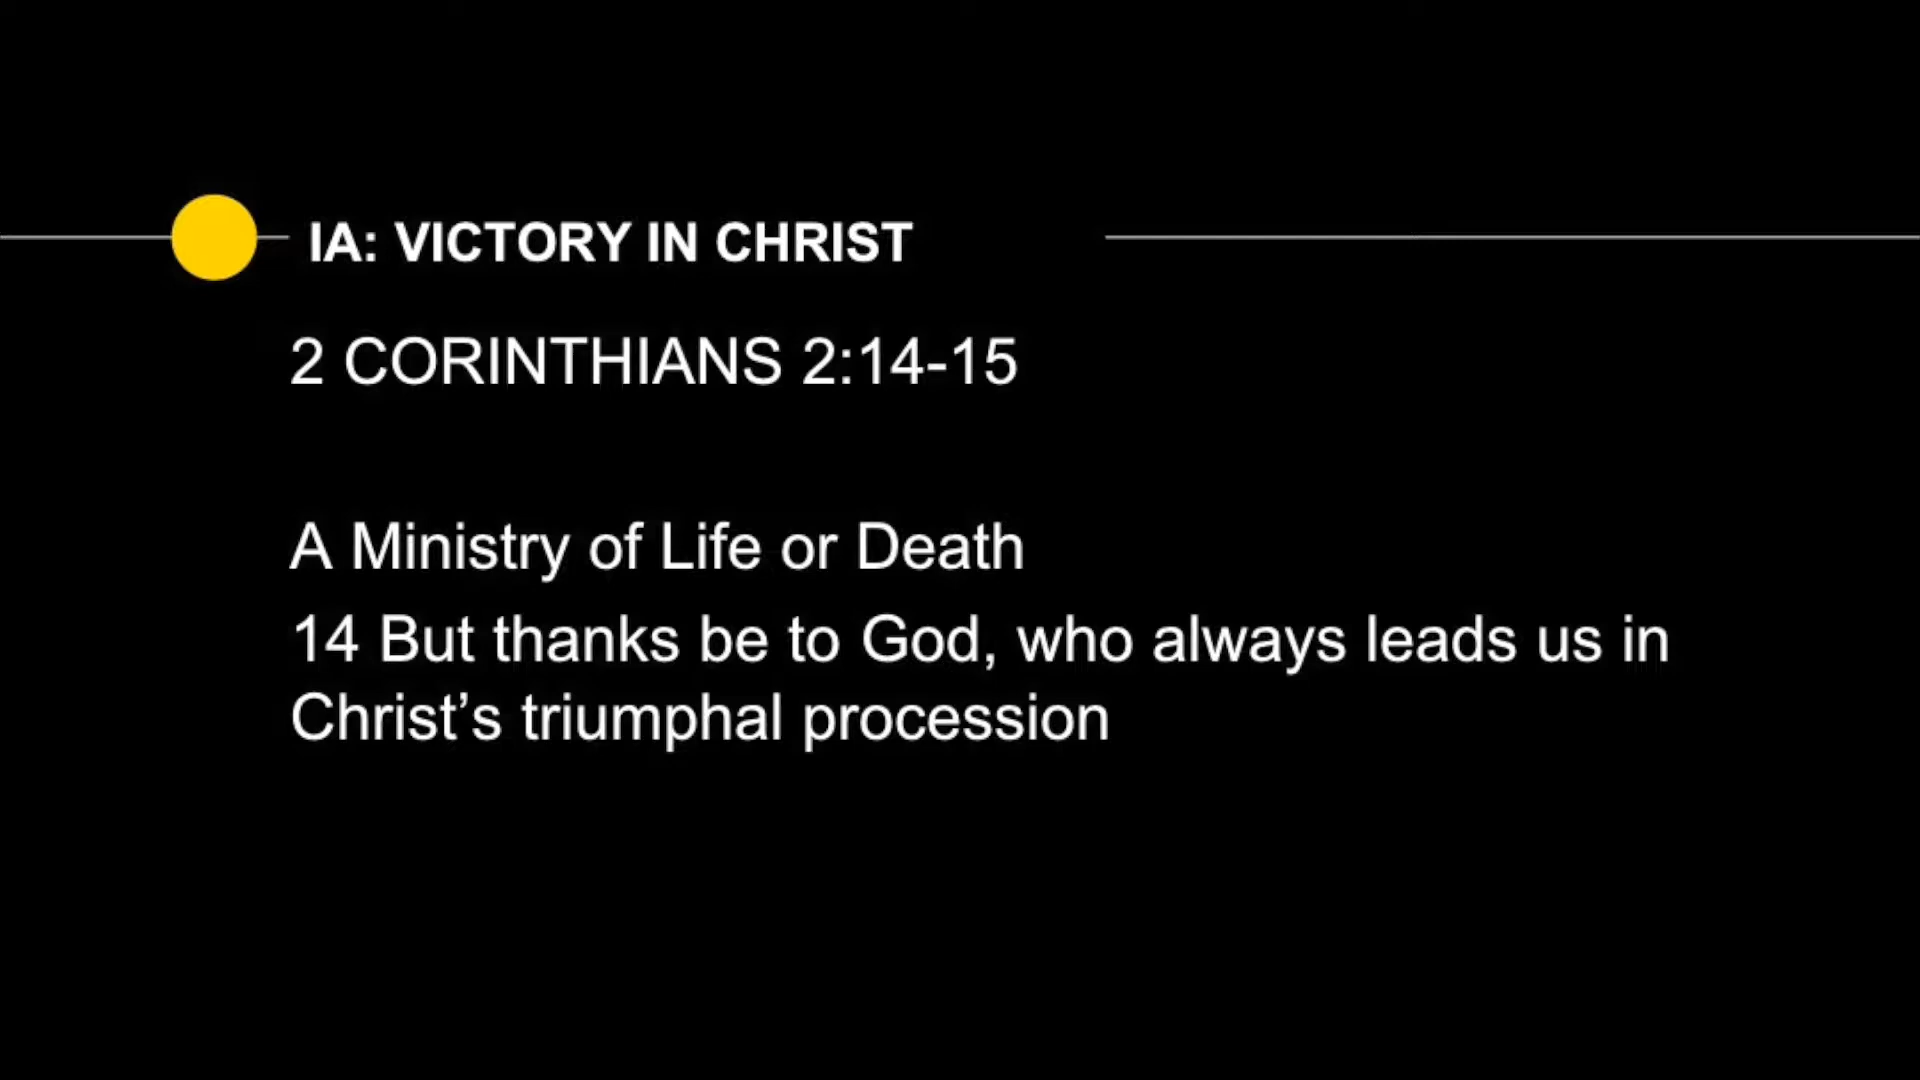 IA: VICTORY IN CHRIST
2 CORINTHIANS 2:14-15
A Ministry of Life or Death
14 But thanks be to God, who always leads us in
Christ’s triumphal procession